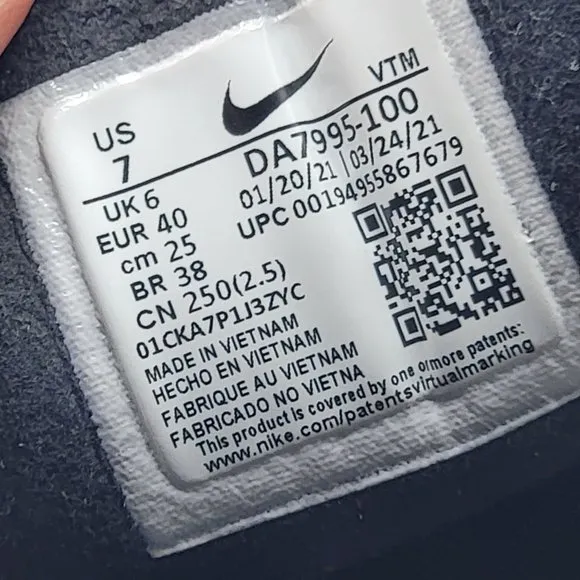 VTM
US
7
DA7995-100
01/20/21 | 03/24/21
UPC 00194955867679
UK 6
EUR 40
cm 25
BR 38
CN 250(2.5)
01CKA7P1J3ZYC
MADE IN VIETNAM
HECHO EN VIETNAM
FABRIQUE AU VIETNAM
FABRICADO NO VIETNA
This product is covered by one or more patents:
www.nike.com/patentsvirtualmarking